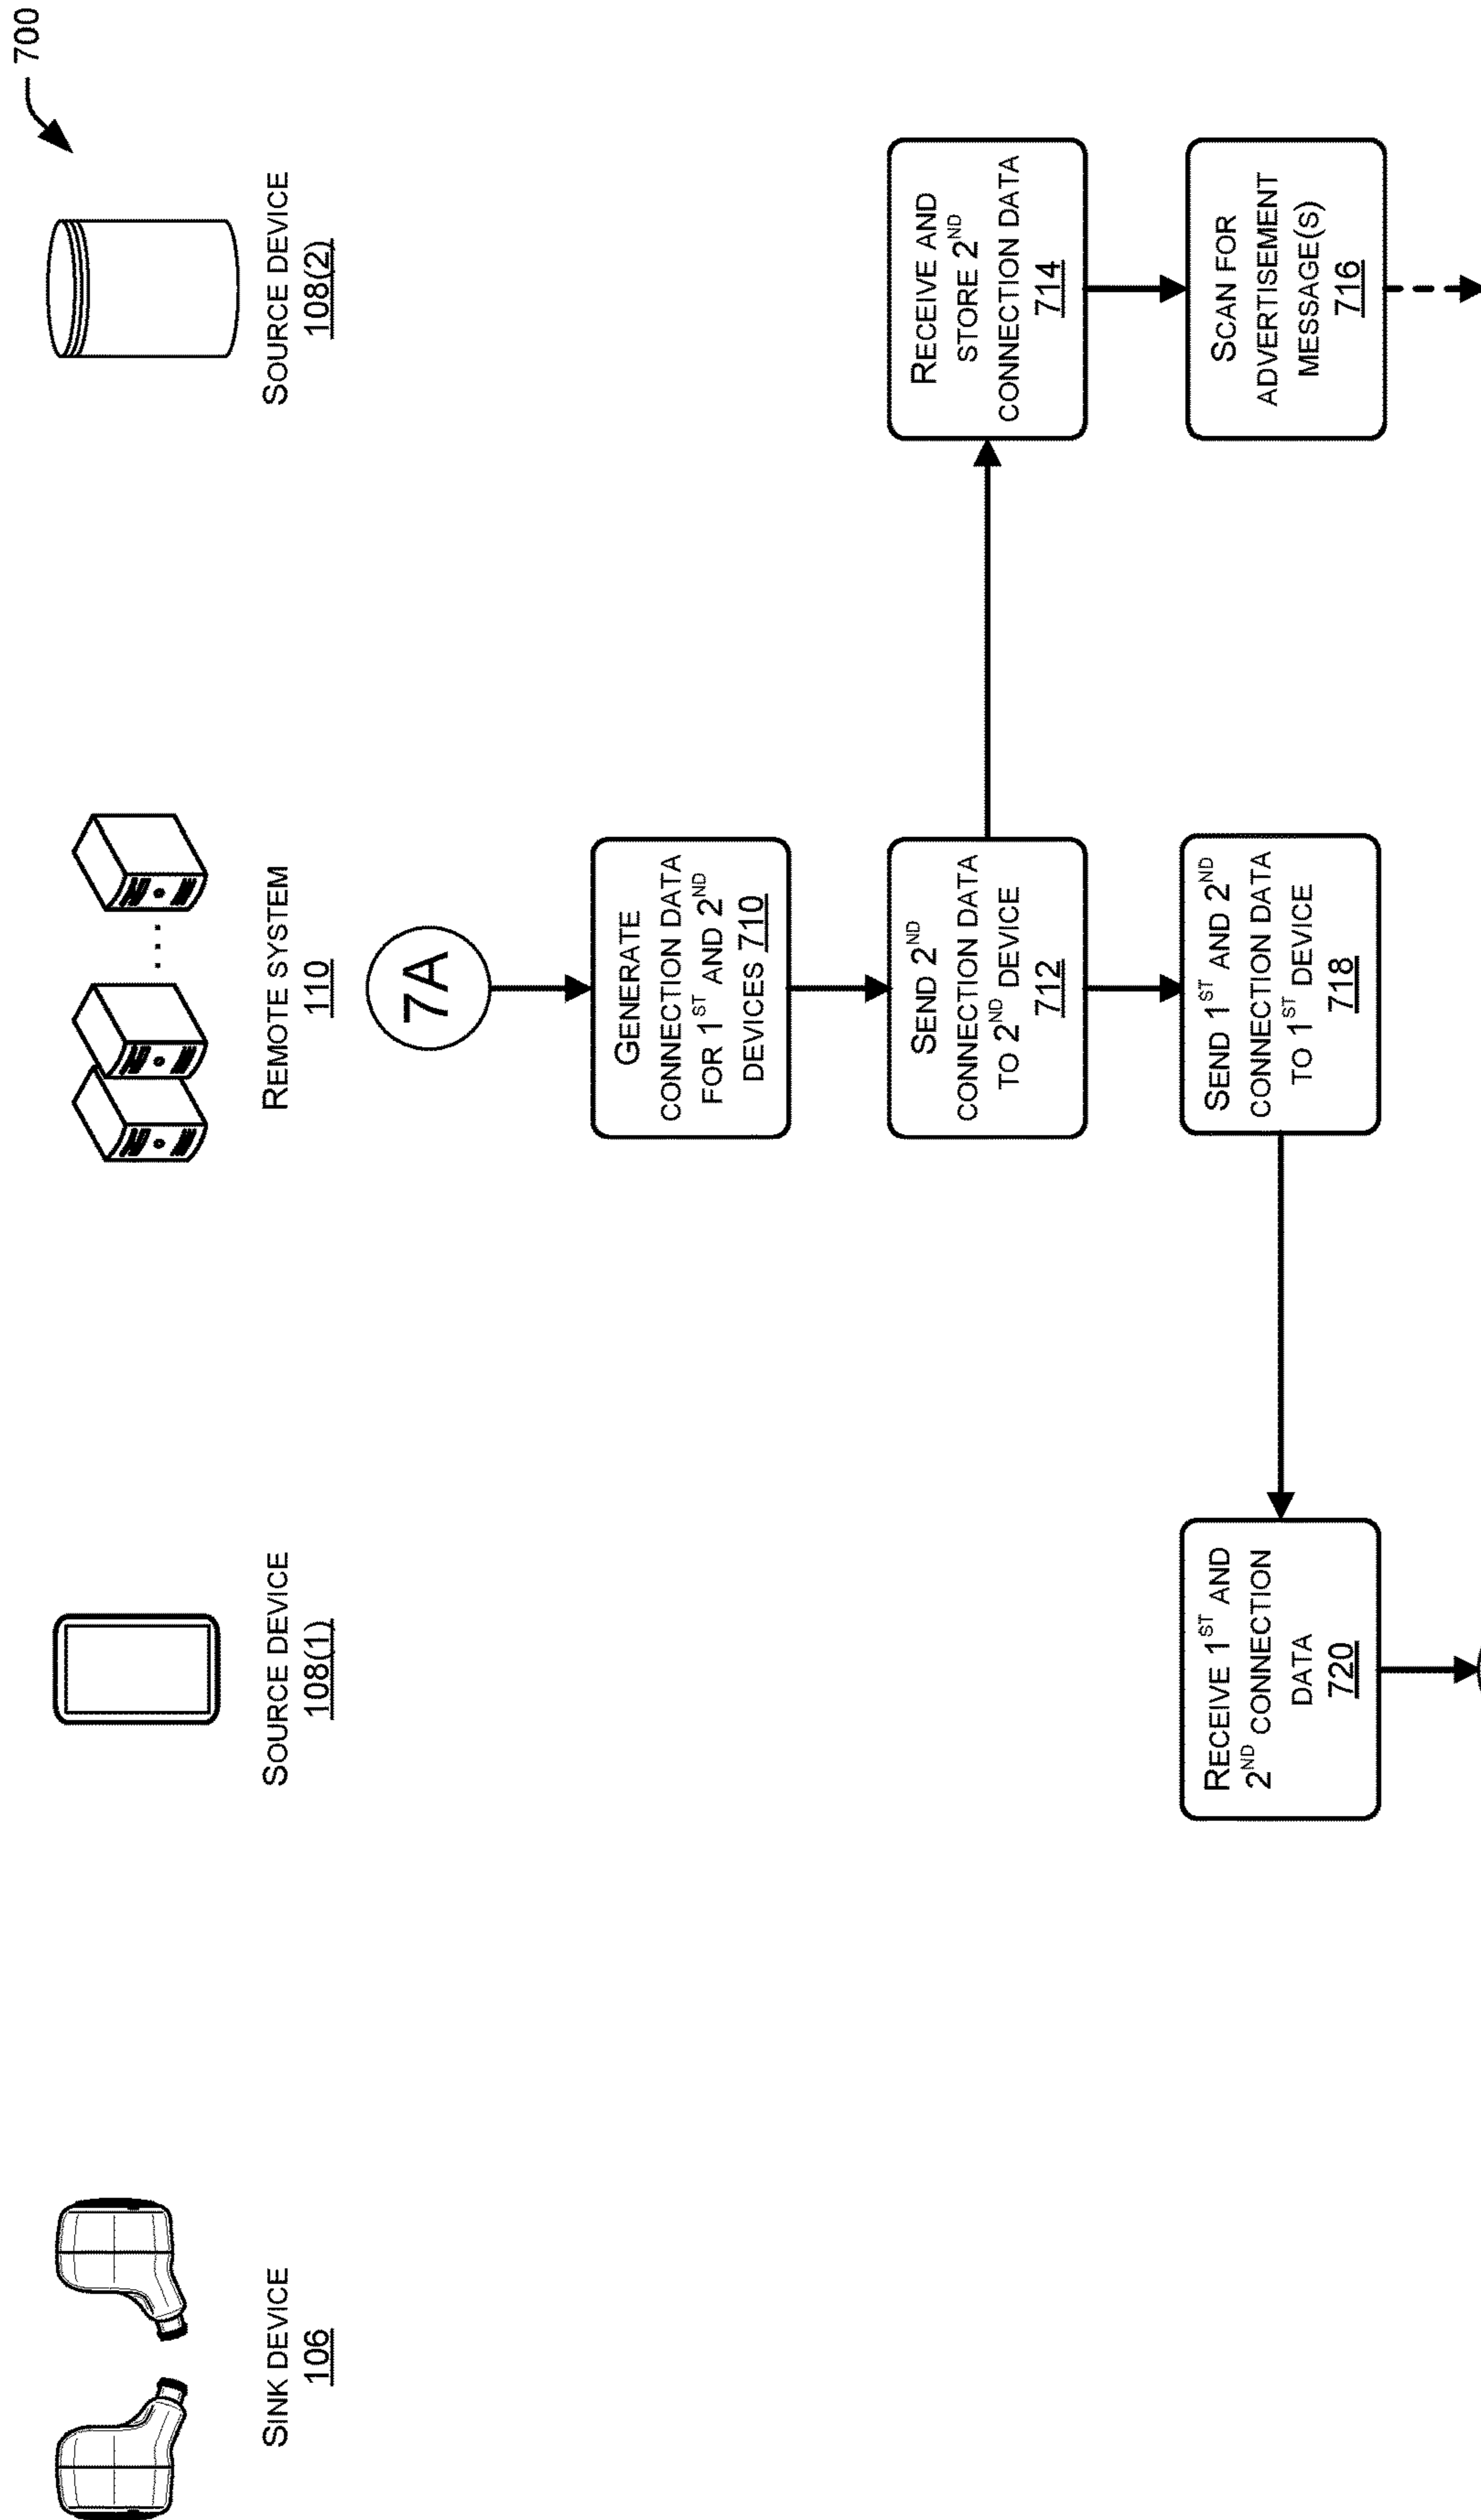 700
SINK DEVICE
106
SOURCE DEVICE
108(1)
REMOTE SYSTEM
110
SOURCE DEVICE
108(2)
7A
GENERATE
CONNECTION DATA
FOR 1ST AND 2ND
DEVICES 710
SEND 2ND
CONNECTION DATA
TO 2ND DEVICE
712
RECEIVE AND
STORE 2ND
CONNECTION DATA
714
SEND 1ST AND 2ND
CONNECTION DATA
TO 1ST DEVICE
718
SCAN FOR
ADVERTISEMENT
MESSAGE(S)
716
RECEIVE 1ST AND
2ND CONNECTION
DATA
720